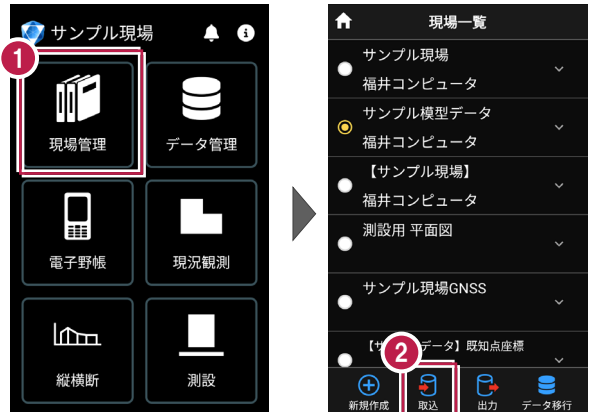 サンプル現場
1
現場管理
データ管理
電子野帳
現況観測
縦横断
測設
現場一覧
サンプル現場
福井コンピュータ
サンプル模型データ
福井コンピュータ
【サンプル現場】
福井コンピュータ
測設用 平面図
サンプル現場GNSS
データ】既知点座標
2
新規作成
取込
出力
データ移行